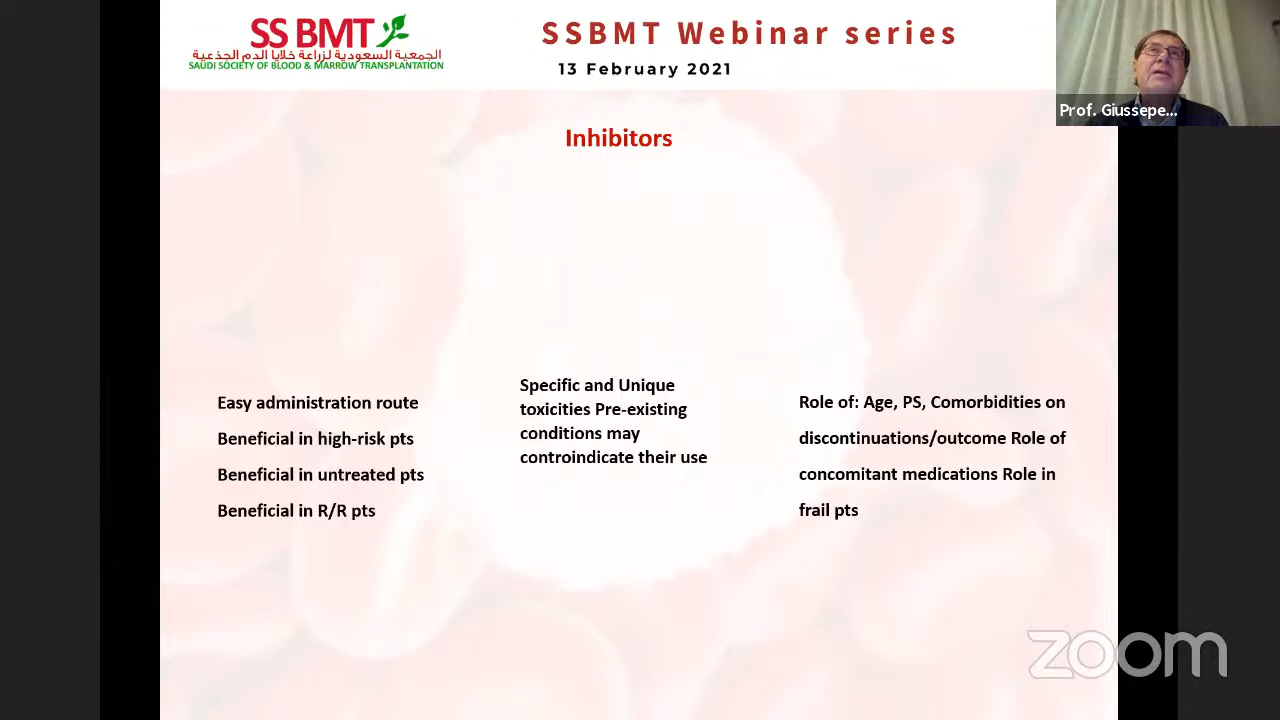 SS BMT
الجمعية السعودية لزراعة خلايا الدم الجذعية
SAUDI SOCIETY OF BLOOD & MARROW TRANSPLANTATION
SSBMT Webinar series
13 February 2021
Prof. Giussepe...
Inhibitors
Easy administration route
Beneficial in high-risk pts
Beneficial in untreated pts
Beneficial in R/R pts
Specific and Unique
toxicities Pre-existing
conditions may
controindicate their use
Role of: Age, PS, Comorbidities on
discontinuations/outcome Role of
concomitant medications Role in
frail pts
zoom